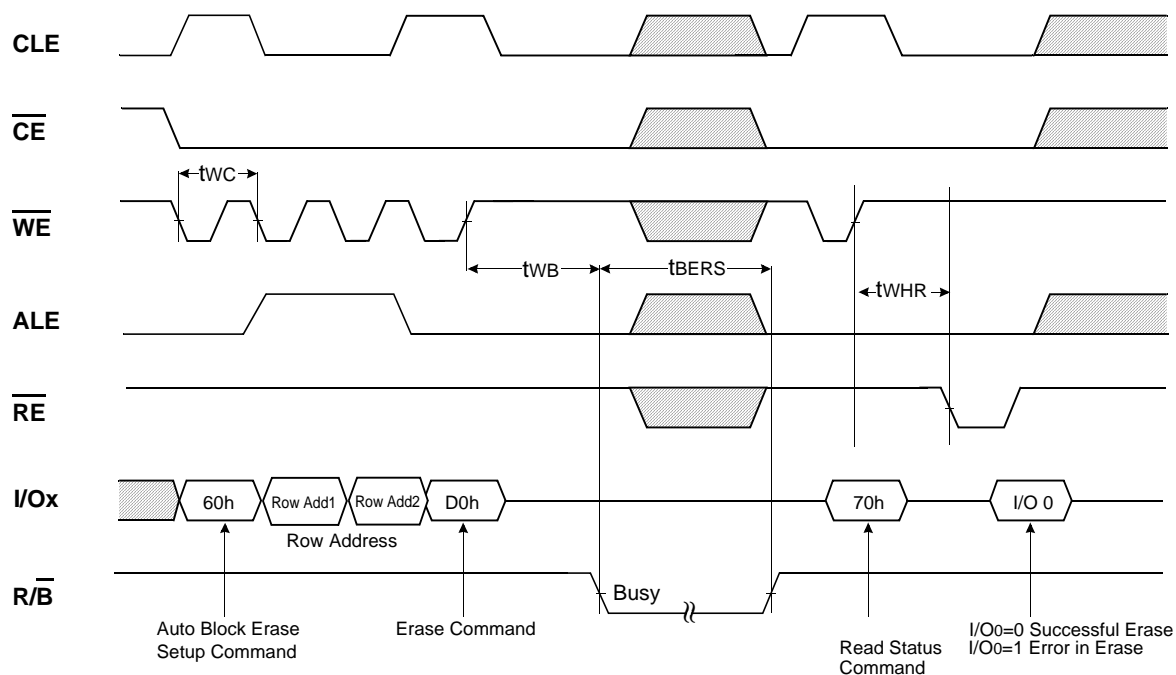 CLE
CE
tWC
WE
tWB
tBERS
tWHR
ALE
RE
I/Ox
60h
Row Add1
Row Add2
D0h
70h
I/O 0
Row Address
R/B
Busy
Auto Block Erase
Setup Command
Erase Command
Read Status
Command
I/O0=0 Successful Erase
I/O0=1 Error in Erase